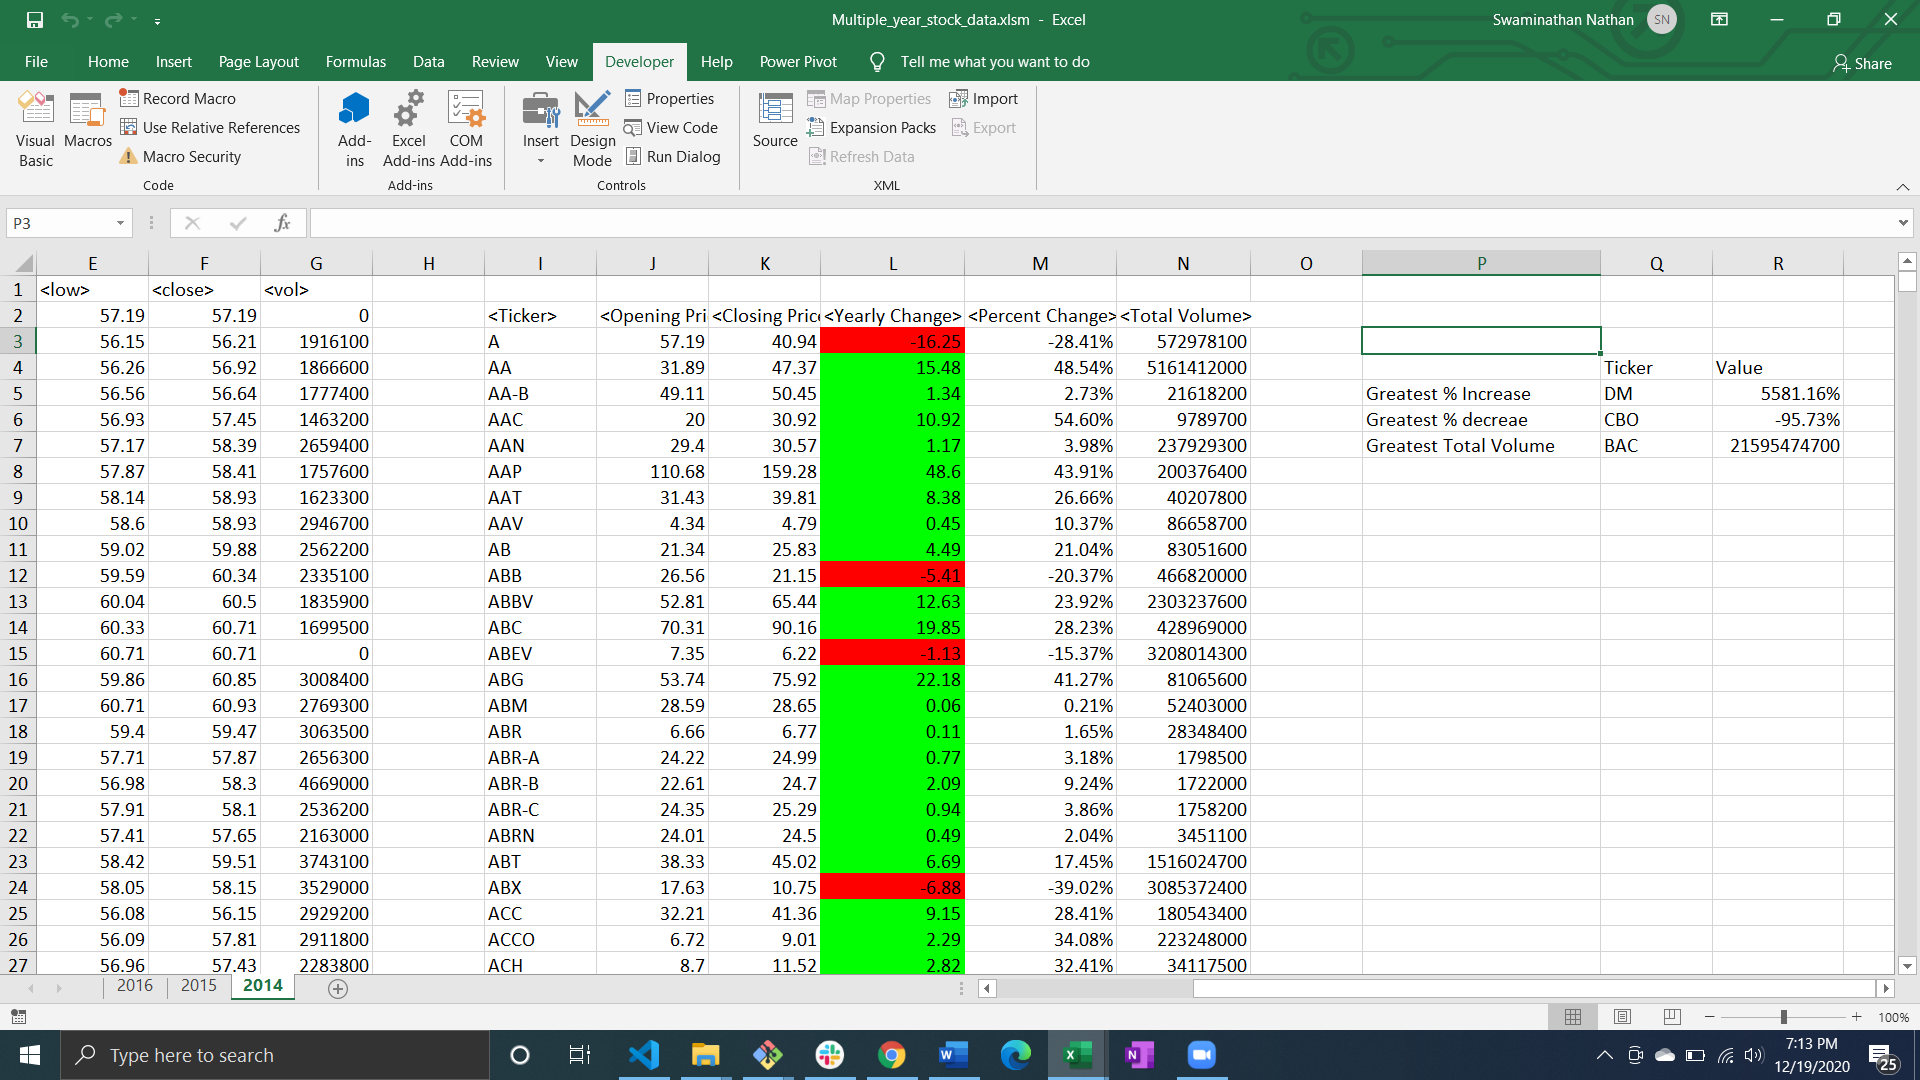 Multiple_year_stock_data.xlsm - Excel
Swaminathan Nathan SN
File Home Insert Page Layout Formulas Data Review View Developer Help Power Pivot Tell me what you want to do Share
Visual Basic
Macros
Record Macro
Use Relative References
Macro Security
Code
Add-ins
Excel Add-ins
COM Add-ins
Add-ins
Insert
Design Mode
Properties
View Code
Run Dialog
Controls
Source
Map Properties
Expansion Packs
Refresh Data
Import
Export
XML
P3 fx
E F G H I J K L M N O P Q R
1 <low> <close> <vol>
2 57.19 57.19 0 <Ticker> <Opening Pri <Closing Pric <Yearly Change> <Percent Change> <Total Volume>
3 56.15 56.21 1916100 A 57.19 40.94 -16.25 -28.41% 572978100
4 56.26 56.92 1866600 AA 31.89 47.37 15.48 48.54% 5161412000 Ticker Value
5 56.56 56.64 1777400 AA-B 49.11 50.45 1.34 2.73% 21618200 Greatest % Increase DM 5581.16%
6 56.93 57.45 1463200 AAC 20 30.92 10.92 54.60% 9789700 Greatest % decreae CBO -95.73%
7 57.17 58.39 2659400 AAN 29.4 30.57 1.17 3.98% 237929300 Greatest Total Volume BAC 21595474700
8 57.87 58.41 1757600 AAP 110.68 159.28 48.6 43.91% 200376400
9 58.14 58.93 1623300 AAT 31.43 39.81 8.38 26.66% 40207800
10 58.6 58.93 2946700 AAV 4.34 4.79 0.45 10.37% 86658700
11 59.02 59.88 2562200 AB 21.34 25.83 4.49 21.04% 83051600
12 59.59 60.34 2335100 ABB 26.56 21.15 -5.41 -20.37% 466820000
13 60.04 60.5 1835900 ABBV 52.81 65.44 12.63 23.92% 2303237600
14 60.33 60.71 1699500 ABC 70.31 90.16 19.85 28.23% 428969000
15 60.71 60.71 0 ABEV 7.35 6.22 -1.13 -15.37% 3208014300
16 59.86 60.85 3008400 ABG 53.74 75.92 22.18 41.27% 81065600
17 60.71 60.93 2769300 ABM 28.59 28.65 0.06 0.21% 52403000
18 59.4 59.47 3063500 ABR 6.66 6.77 0.11 1.65% 28348400
19 57.71 57.87 2656300 ABR-A 24.22 24.99 0.77 3.18% 1798500
20 56.98 58.3 4669000 ABR-B 22.61 24.7 2.09 9.24% 1722000
21 57.91 58.1 2536200 ABR-C 24.35 25.29 0.94 3.86% 1758200
22 57.41 57.65 2163000 ABRN 24.01 24.5 0.49 2.04% 3451100
23 58.42 59.51 3743100 ABT 38.33 45.02 6.69 17.45% 1516024700
24 58.05 58.15 3529000 ABX 17.63 10.75 -6.88 -39.02% 3085372400
25 56.08 56.15 2929200 ACC 32.21 41.36 9.15 28.41% 180543400
26 56.09 57.81 2911800 ACCO 6.72 9.01 2.29 34.08% 223248000
27 56.96 57.43 2283800 ACH 8.7 11.52 2.82 32.41% 34117500
2016 2015 2014
100%
Type here to search
7:13 PM
12/19/2020
25